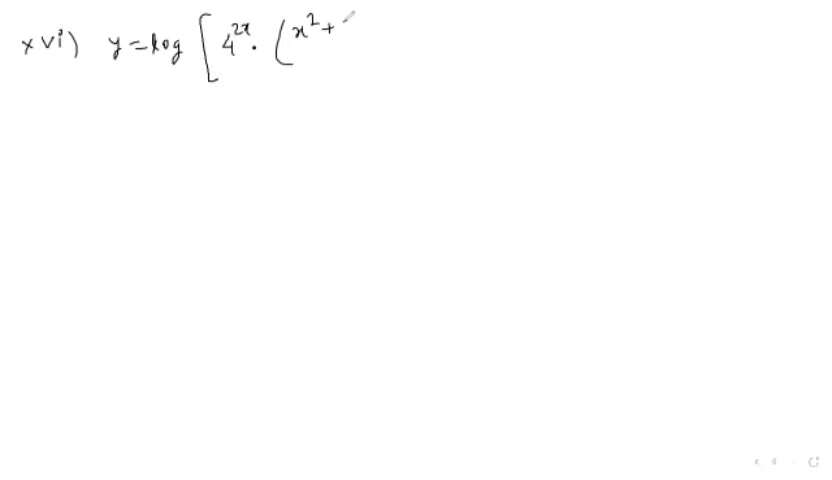 xvi) y = log [ 4^{2x} . ( x^2 +